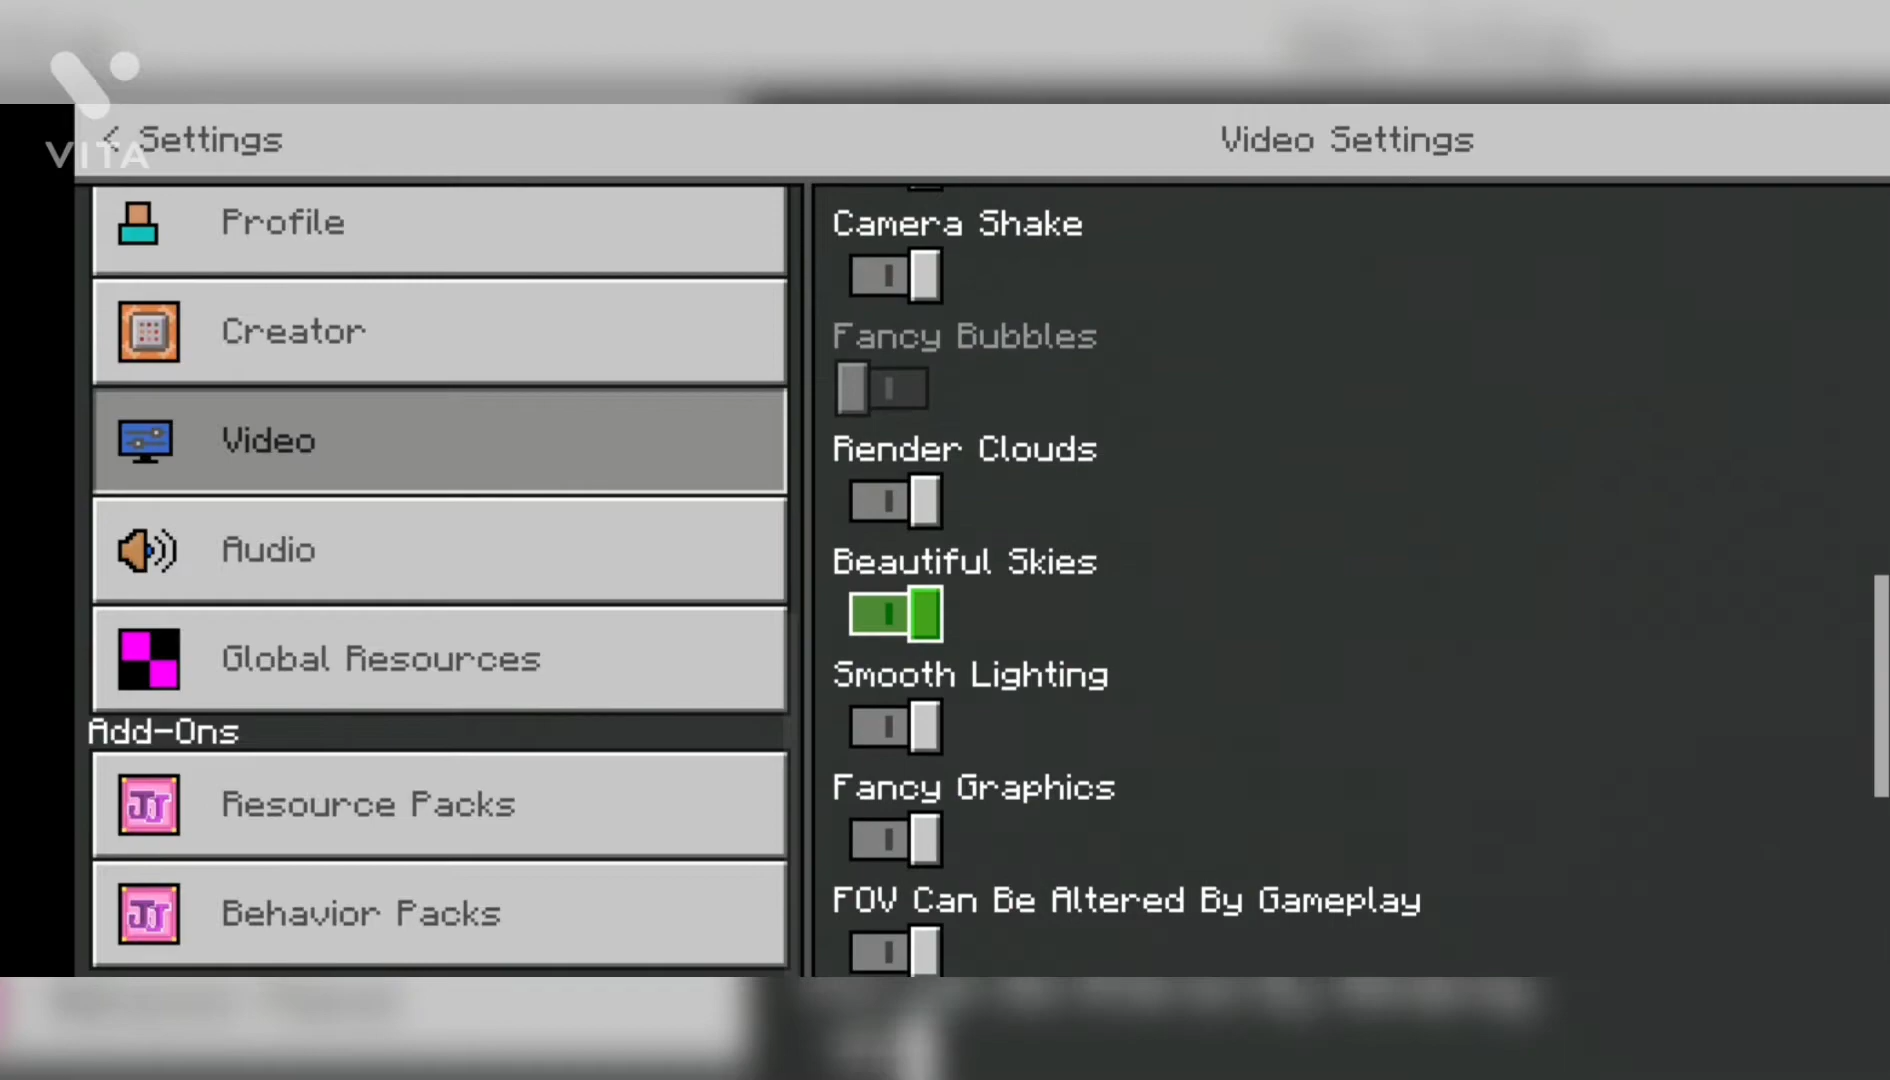 VITA
< Settings
Video Settings
Profile
Creator
Video
Audio
Global Resources
Add-Ons
Resource Packs
Behavior Packs
Camera Shake
Fancy Bubbles
Render Clouds
Beautiful Skies
Smooth Lighting
Fancy Graphics
FOV Can Be Altered By Gameplay